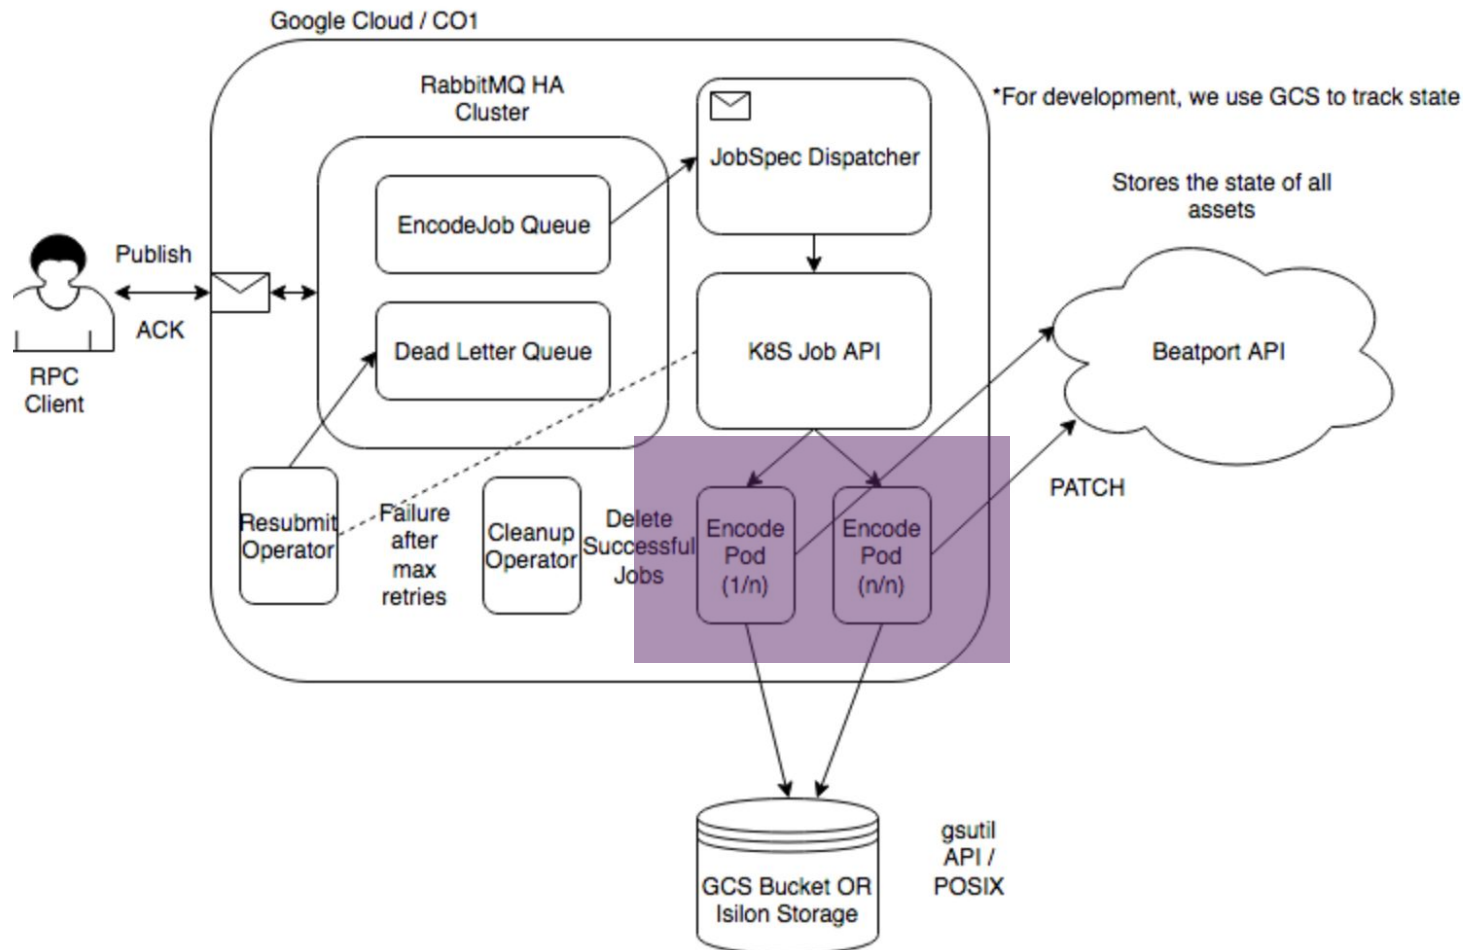 Google Cloud / CO1
RabbitMQ HA
Cluster
*For development, we use GCS to track state
JobSpec Dispatcher
Stores the state of all
assets
EncodeJob Queue
Publish
ACK
RPC
Client
Dead Letter Queue
K8S Job API
Beatport API
PATCH
Resubmit
Operator
Failure
after
max
retries
Cleanup
Operator
Delete
Successful
Jobs
Encode
Pod
(1/n)
Encode
Pod
(n/n)
GCS Bucket OR
Isilon Storage
gsutil
API /
POSIX